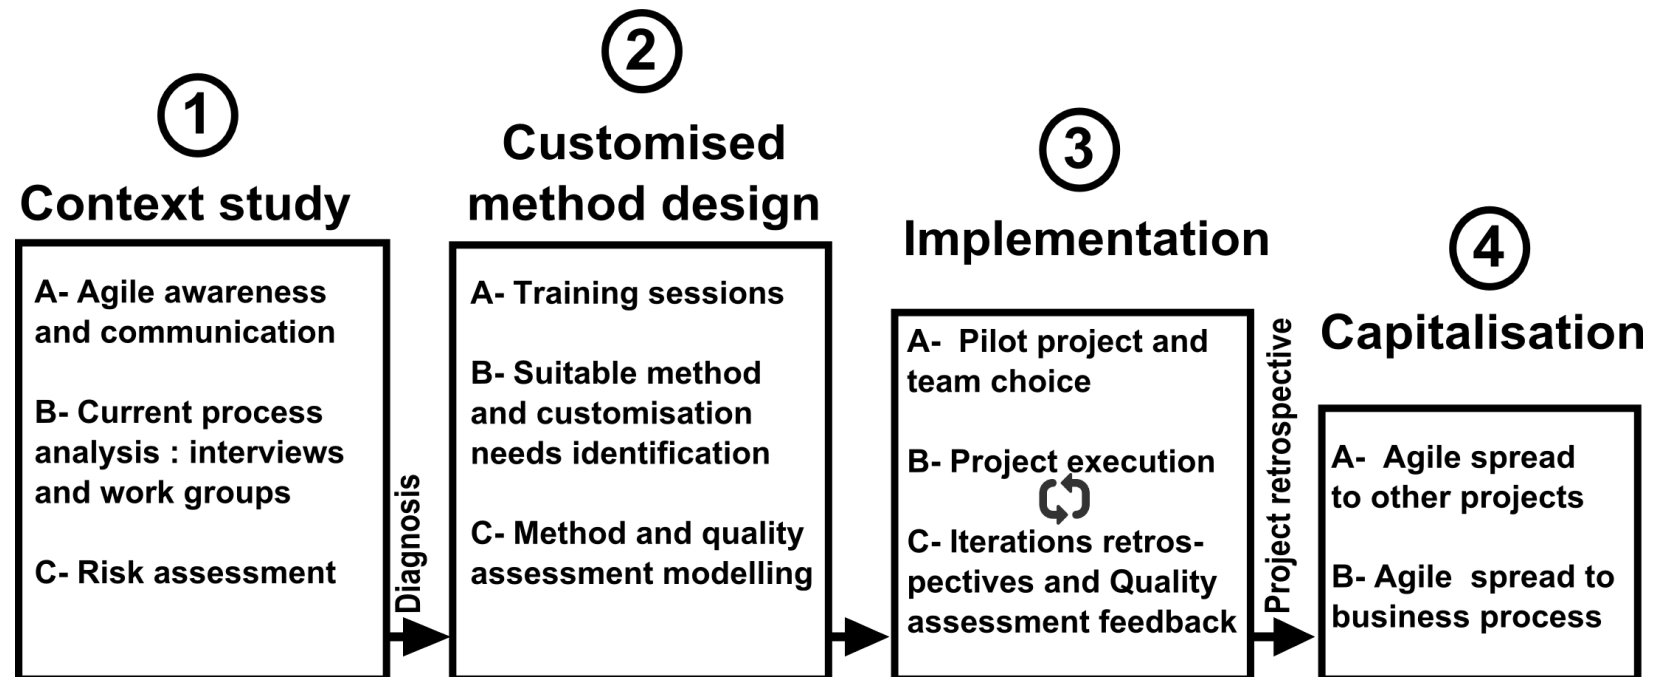 1
Context study
A- Agile awareness
and communication
B- Current process
analysis : interviews
and work groups
C- Risk assessment
Diagnosis
2
Customised
method design
A- Training sessions
B- Suitable method
and customisation
needs identification
C- Method and quality
assessment modelling
3
Implementation
A- Pilot project and
team choice
B- Project execution
C- Iterations retros-
pectives and Quality
assessment feedback
Project retrospective
4
Capitalisation
A- Agile spread
to other projects
B- Agile spread to
business process